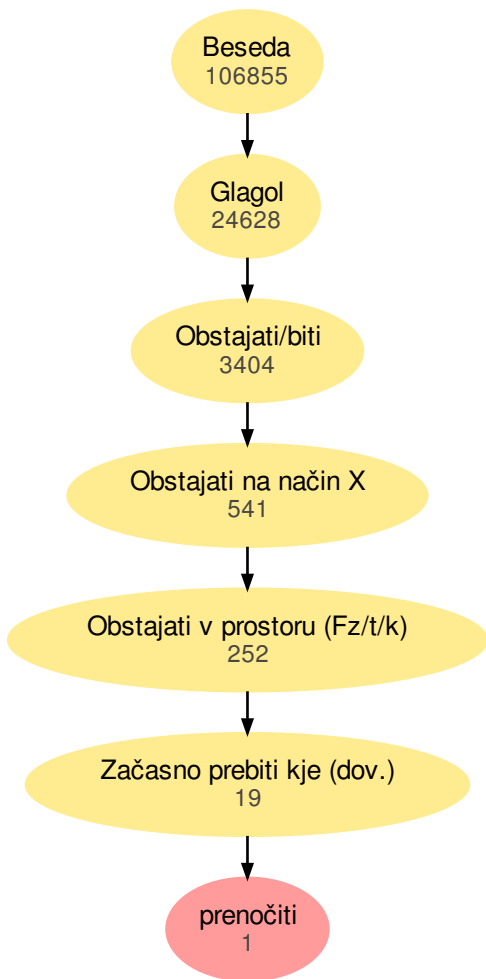 Beseda
106855
Glagol
24628
Obstajati/biti
3404
Obstajati na način X
541
Obstajati v prostoru (Fz/t/k)
252
Začasno prebiti kje (dov.)
19
prenočiti
1